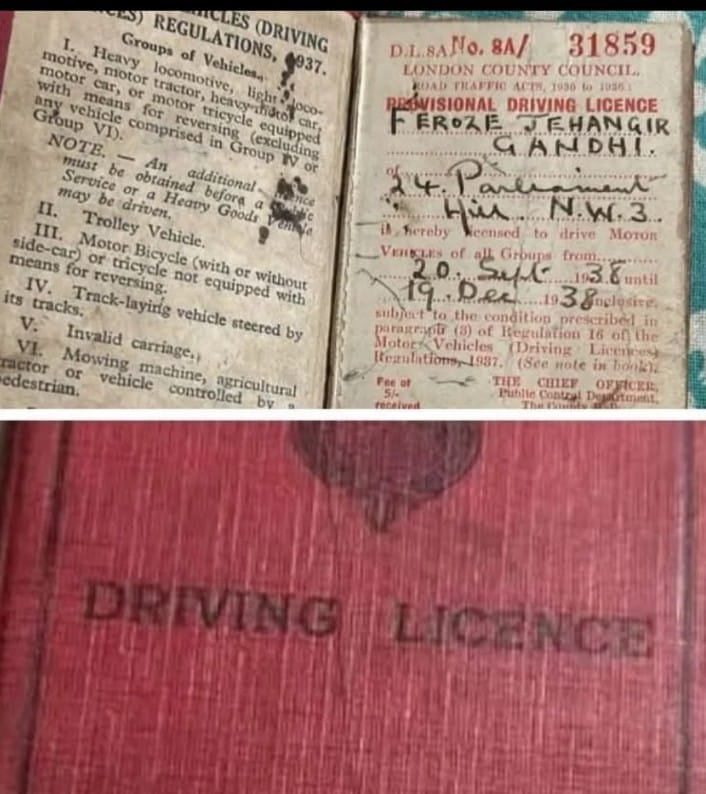 VEHICLES (DRIVING
REGULATIONS, 1937.
Groups of Vehicles.
I. Heavy locomotive, light loco-
motive, motor tractor, heavy motor car,
motor car, or motor tricycle equipped
with means for reversing (excluding
any vehicle comprised in Group IV or
Group VI).
NOTE. — An additional licence
must be obtained before a
Service or a Heavy Goods Vehicle
may be driven.
II. Trolley Vehicle.
III. Motor Bicycle (with or without
side-car) or tricycle not equipped with
means for reversing.
IV. Track-laying vehicle steered by
its tracks.
V. Invalid carriage.
VI. Mowing machine, agricultural
tractor or vehicle controlled by a
pedestrian.
D.L.8A No. 8A/ 31859
LONDON COUNTY COUNCIL.
ROAD TRAFFIC ACTS, 1930 to 1936.
PROVISIONAL DRIVING LICENCE
FEROZE JEHANGIR
GANDHI.
of
24. Parliament
Hill. N.W.3.
is hereby licensed to drive MOTOR
VEHICLES of all Groups from
20. Sept 1938 until
19. Dec 1938 inclusive,
subject to the condition prescribed in
paragraph (3) of Regulation 16 of the
Motor Vehicles (Driving Licences)
Regulations, 1937. (See note in book).
Fee of
5/-
received
THE CHIEF OFFICER,
Public Control Department,
The County Hall
DRIVING LICENCE